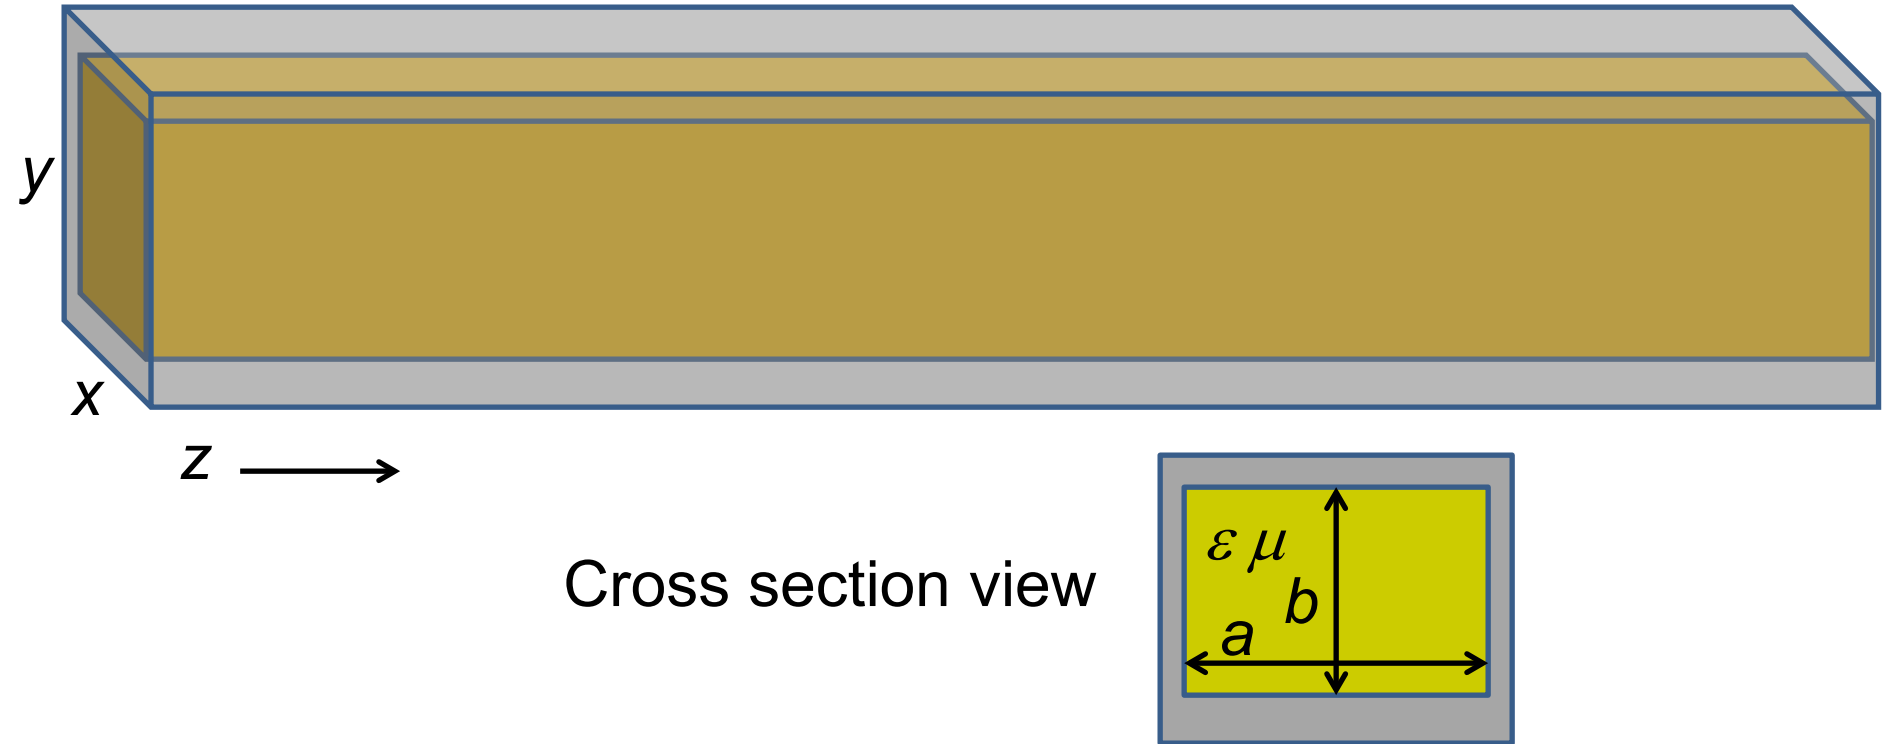 y
x
z
Cross section view
ε μ
b
a